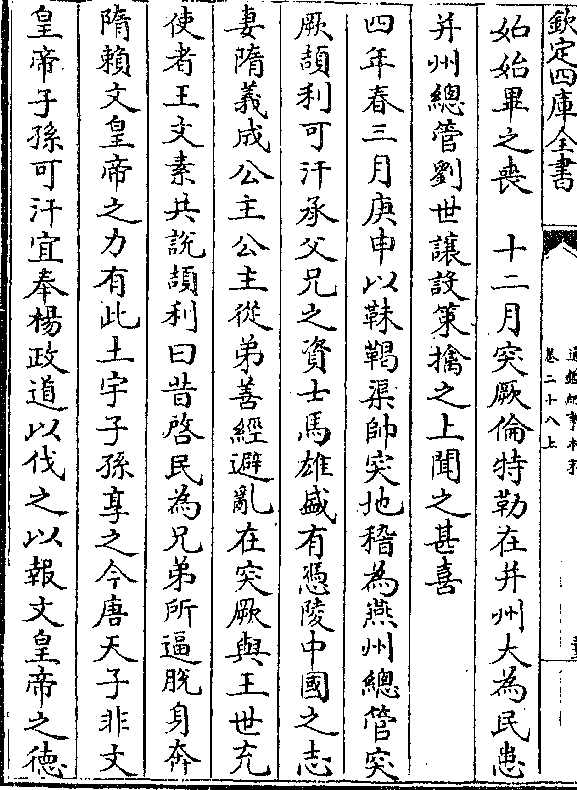 欽定四庫全書
通鑑紀事本末
卷二十八上
如始畢之喪　十二月突厥倫特勒在并州大為民患
并州總管劉世讓設策擒之上聞之甚喜
四年春三月庚申以靺鞨渠帥突地稽為燕州總管突
厥頡利可汗承父兄之資士馬雄盛有憑陵中國之志
妻隋義成公主公主從弟善經避亂在突厥與王世充
使者王文素共說頡利曰昔啓民為兄弟所逼脫身奔
隋賴文皇帝之力有此土宇子孫享之今唐天子非文
皇帝子孫可汗宜奉楊政道以伐之以報文皇帝之德